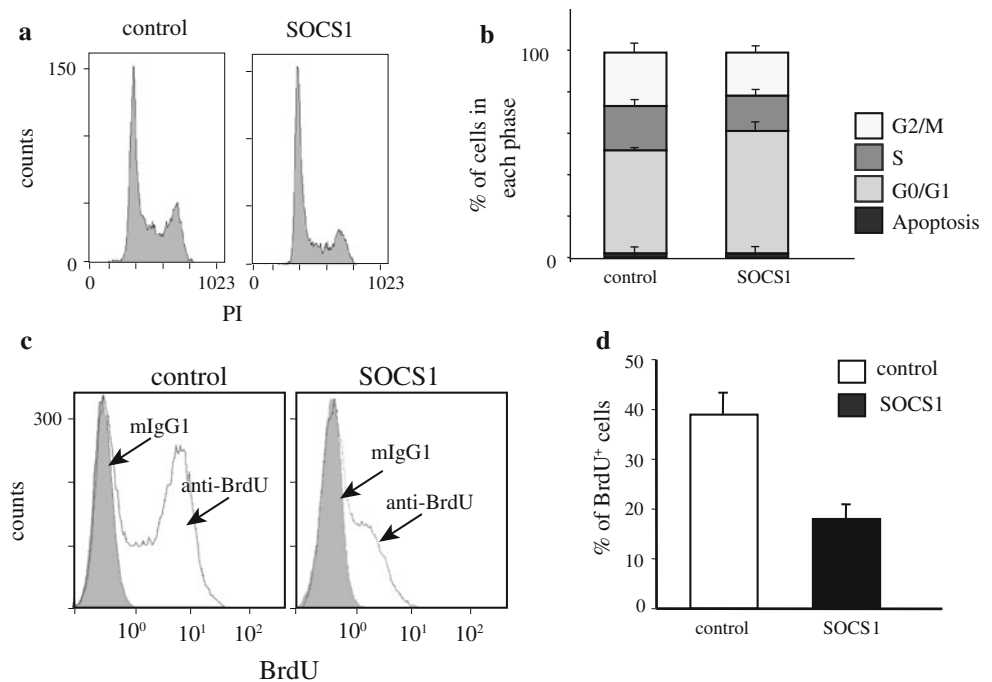 a
control
SOCS1
150
counts
0
0
1023
0
1023
PI
b
100
% of cells in
each phase
0
control
SOCS1
G2/M
S
G0/G1
Apoptosis
c
control
SOCS1
300
counts
mIgG1
anti-BrdU
mIgG1
anti-BrdU
10⁰
10¹
10²
10⁰
10¹
10²
BrdU
d
50
40
30
20
10
0
% of BrdU⁺ cells
control
SOCS1
control
SOCS1